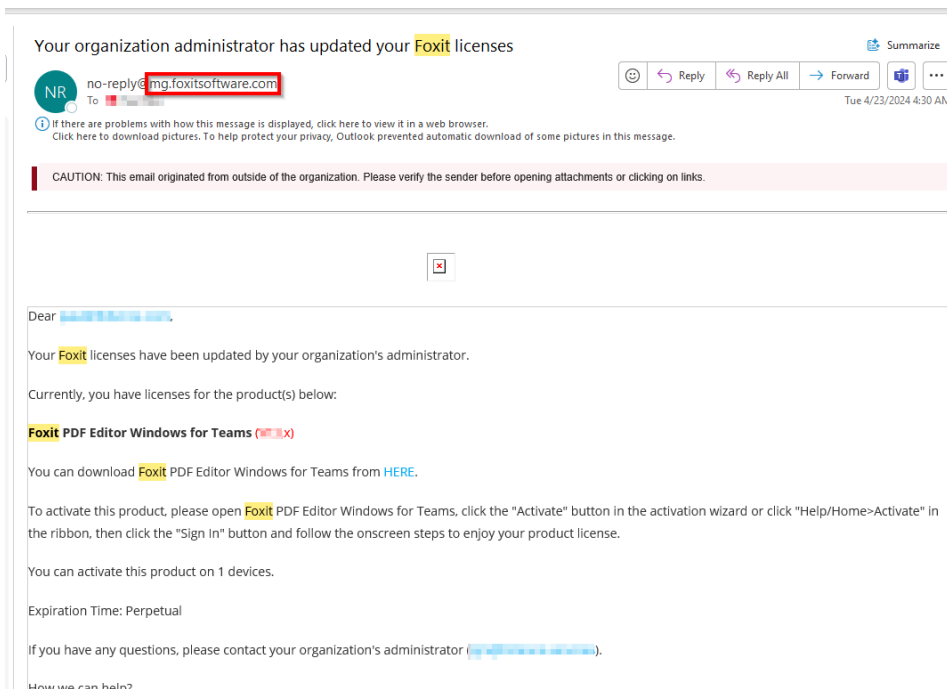 Your organization administrator has updated your Foxit licenses
Summarize
NR
no-reply@mg.foxitsoftware.com
Reply
Reply All
Forward
To
Tue 4/23/2024 4:30 AM
If there are problems with how this message is displayed, click here to view it in a web browser.
Click here to download pictures. To help protect your privacy, Outlook prevented automatic download of some pictures in this message.
CAUTION: This email originated from outside of the organization. Please verify the sender before opening attachments or clicking on links.
Dear ,
Your Foxit licenses have been updated by your organization's administrator.
Currently, you have licenses for the product(s) below:
Foxit PDF Editor Windows for Teams ( x)
You can download Foxit PDF Editor Windows for Teams from HERE.
To activate this product, please open Foxit PDF Editor Windows for Teams, click the "Activate" button in the activation wizard or click "Help/Home>Activate" in
the ribbon, then click the "Sign In" button and follow the onscreen steps to enjoy your product license.
You can activate this product on 1 devices.
Expiration Time: Perpetual
If you have any questions, please contact your organization's administrator ( ).
How we can help?